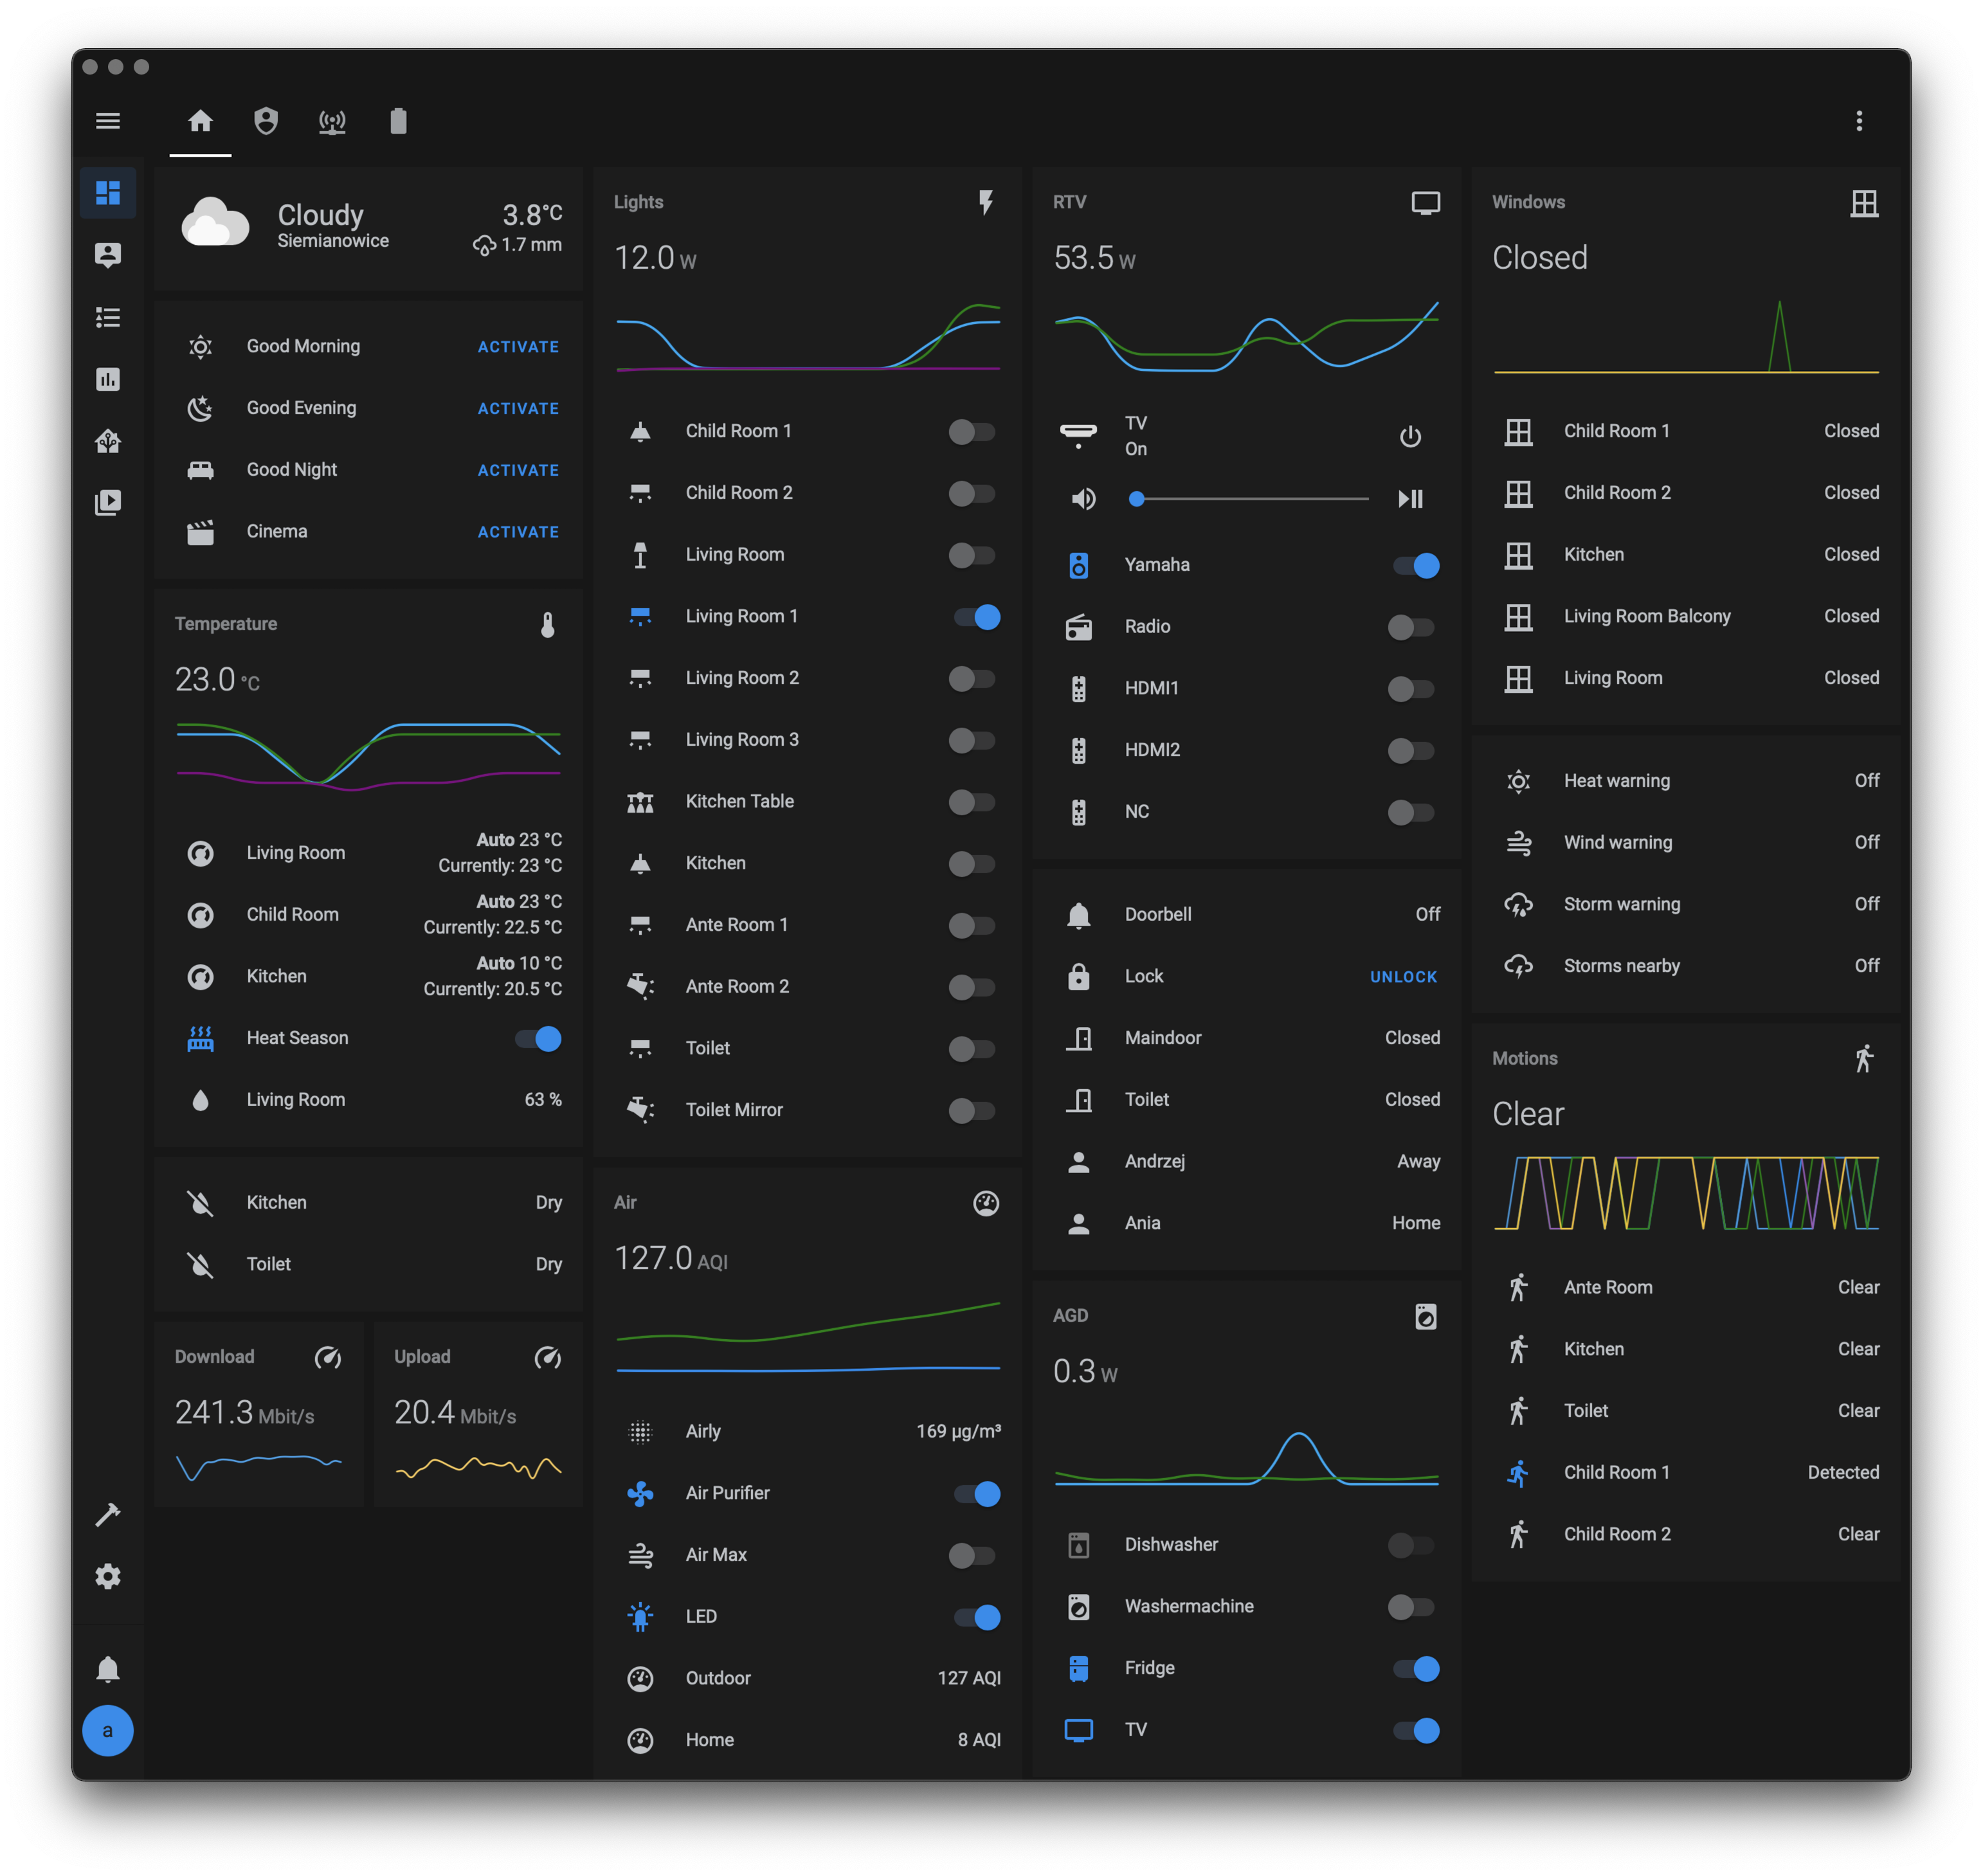 Cloudy
Siemianowice
3.8°C
1.7 mm
Good Morning ACTIVATE
Good Evening ACTIVATE
Good Night ACTIVATE
Cinema ACTIVATE
Temperature
23.0 °C
Living Room Auto 23 °C
Currently: 23 °C
Child Room Auto 23 °C
Currently: 22.5 °C
Kitchen Auto 10 °C
Currently: 20.5 °C
Heat Season
Living Room 63 %
Kitchen Dry
Toilet Dry
Download
241.3 Mbit/s
Upload
20.4 Mbit/s
Lights
12.0 W
Child Room 1
Child Room 2
Living Room
Living Room 1
Living Room 2
Living Room 3
Kitchen Table
Kitchen
Ante Room 1
Ante Room 2
Toilet
Toilet Mirror
Air
127.0 AQI
Airly 169 µg/m³
Air Purifier
Air Max
LED
Outdoor 127 AQI
Home 8 AQI
RTV
53.5 W
TV
On
Yamaha
Radio
HDMI1
HDMI2
NC
Doorbell Off
Lock UNLOCK
Maindoor Closed
Toilet Closed
Andrzej Away
Ania Home
AGD
0.3 W
Dishwasher
Washermachine
Fridge
TV
Windows
Closed
Child Room 1 Closed
Child Room 2 Closed
Kitchen Closed
Living Room Balcony Closed
Living Room Closed
Heat warning Off
Wind warning Off
Storm warning Off
Storms nearby Off
Motions
Clear
Ante Room Clear
Kitchen Clear
Toilet Clear
Child Room 1 Detected
Child Room 2 Clear
a